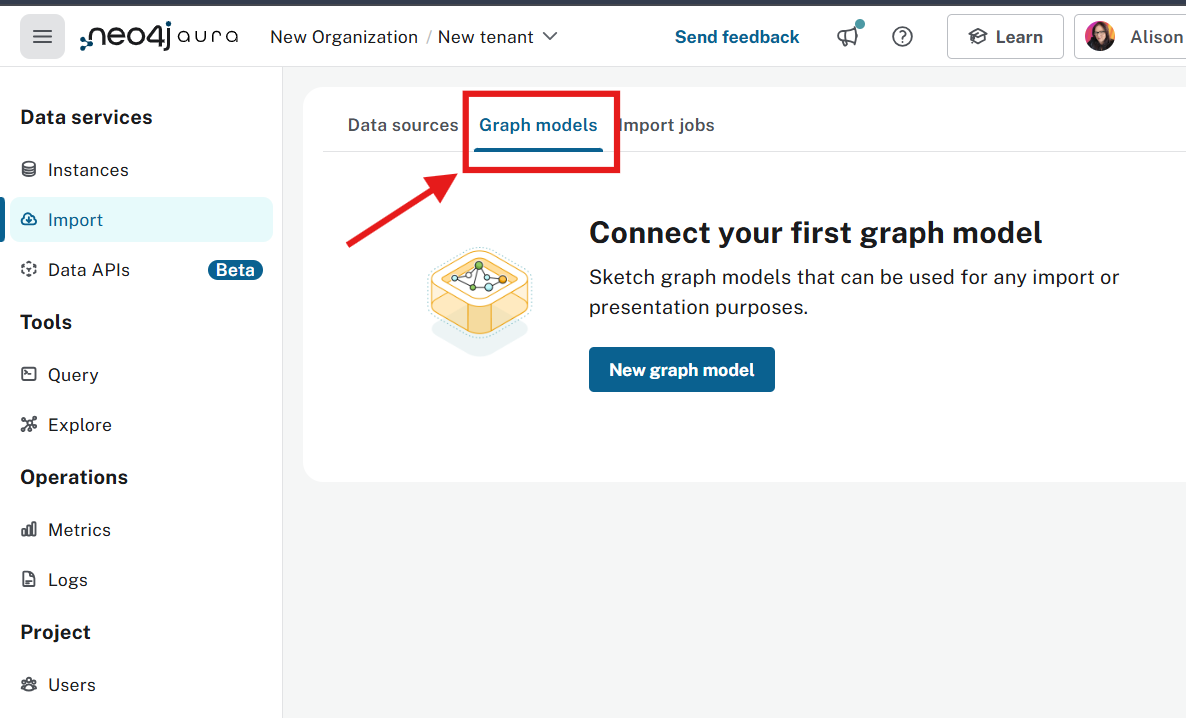 neo4j aura New Organization / New tenant Send feedback Learn Alison
Data services
Instances
Import
Data APIs Beta
Tools
Query
Explore
Operations
Metrics
Logs
Project
Users
Data sources Graph models Import jobs
Connect your first graph model
Sketch graph models that can be used for any import or
presentation purposes.
New graph model